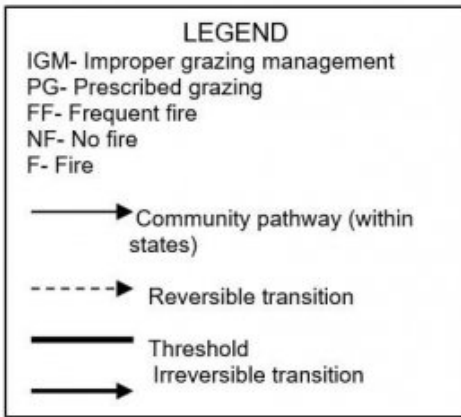 LEGEND
IGM- Improper grazing management
PG- Prescribed grazing
FF- Frequent fire
NF- No fire
F- Fire
Community pathway (within
states)
Reversible transition
Threshold
Irreversible transition